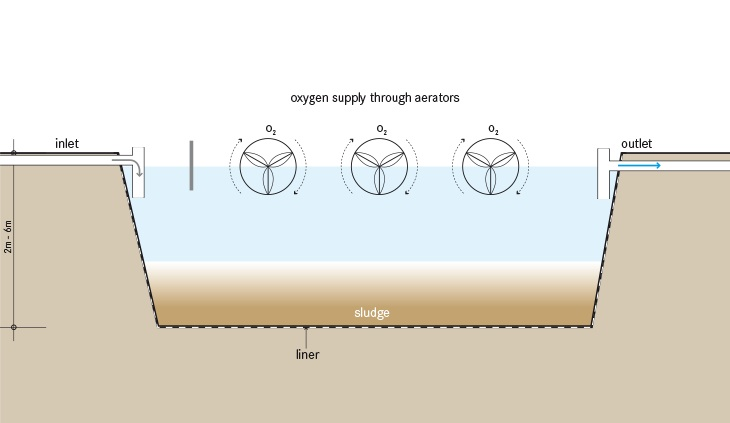 oxygen supply through aerators
O₂ O₂ O₂
inlet
outlet
2m - 6m
sludge
liner